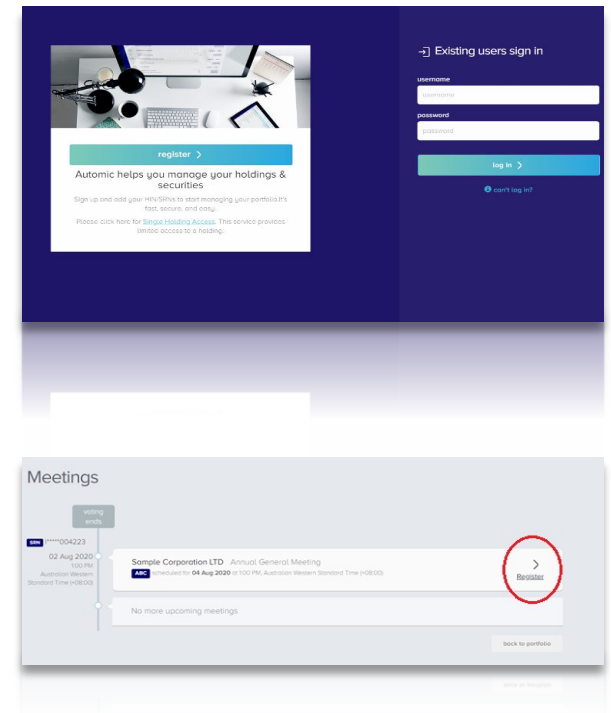 register
Automic helps you manage your holdings &
securities
Sign up and add your HIN/SRNs to start managing your portfolio.It's
fast, secure, and easy.
Please click here for Single Holding Access. This service provides
limited access to a holding.
Existing users sign in
username
username
password
password
log in
can't log in?
Meetings
voting
ends
SRN I*****004223
02 Aug 2020
1:00 PM
Australian Western
Standard Time (+08:00)
Sample Corporation LTD Annual General Meeting
ABC scheduled for 04 Aug 2020 at 1:00 PM, Australian Western Standard Time (+08:00)
Register
No more upcoming meetings
back to portfolio